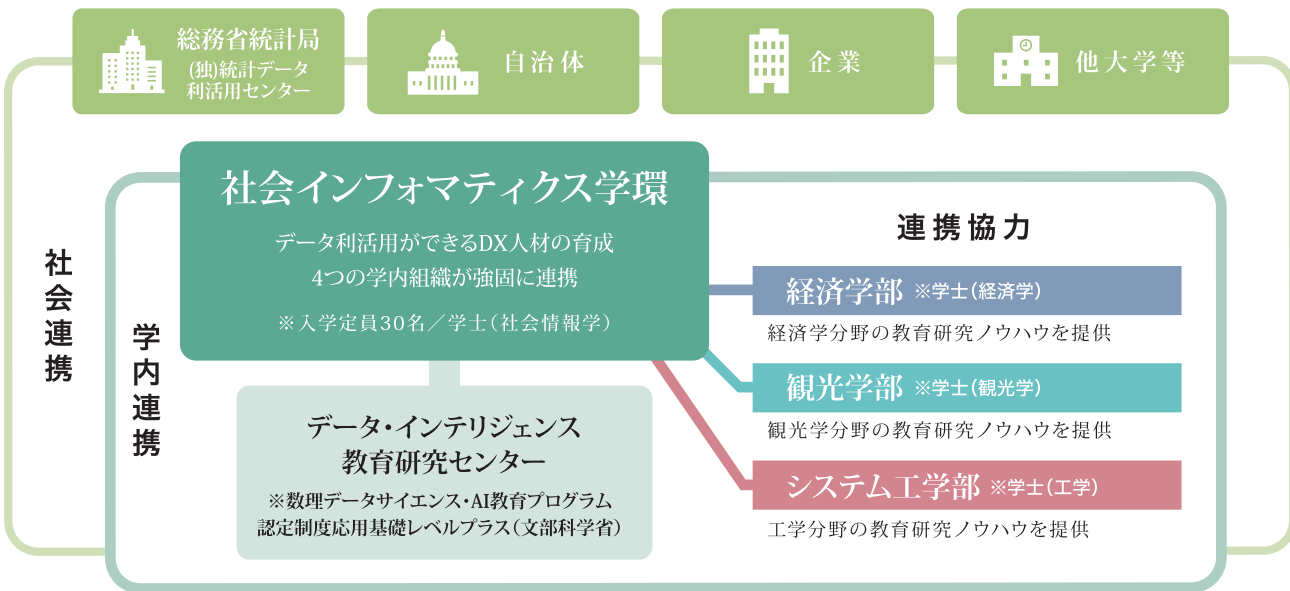 総務省統計局
(独)統計データ
利活用センター
自治体
企業
他大学等
社会連携
学内連携
社会インフォマティクス学環
データ利活用ができるDX人材の育成
4つの学内組織が強固に連携
※入学定員30名／学士(社会情報学)
データ・インテリジェンス
教育研究センター
※数理データサイエンス・AI教育プログラム
認定制度応用基礎レベルプラス(文部科学省)
連携協力
経済学部 ※学士(経済学)
経済学分野の教育研究ノウハウを提供
観光学部 ※学士(観光学)
観光学分野の教育研究ノウハウを提供
システム工学部 ※学士(工学)
工学分野の教育研究ノウハウを提供